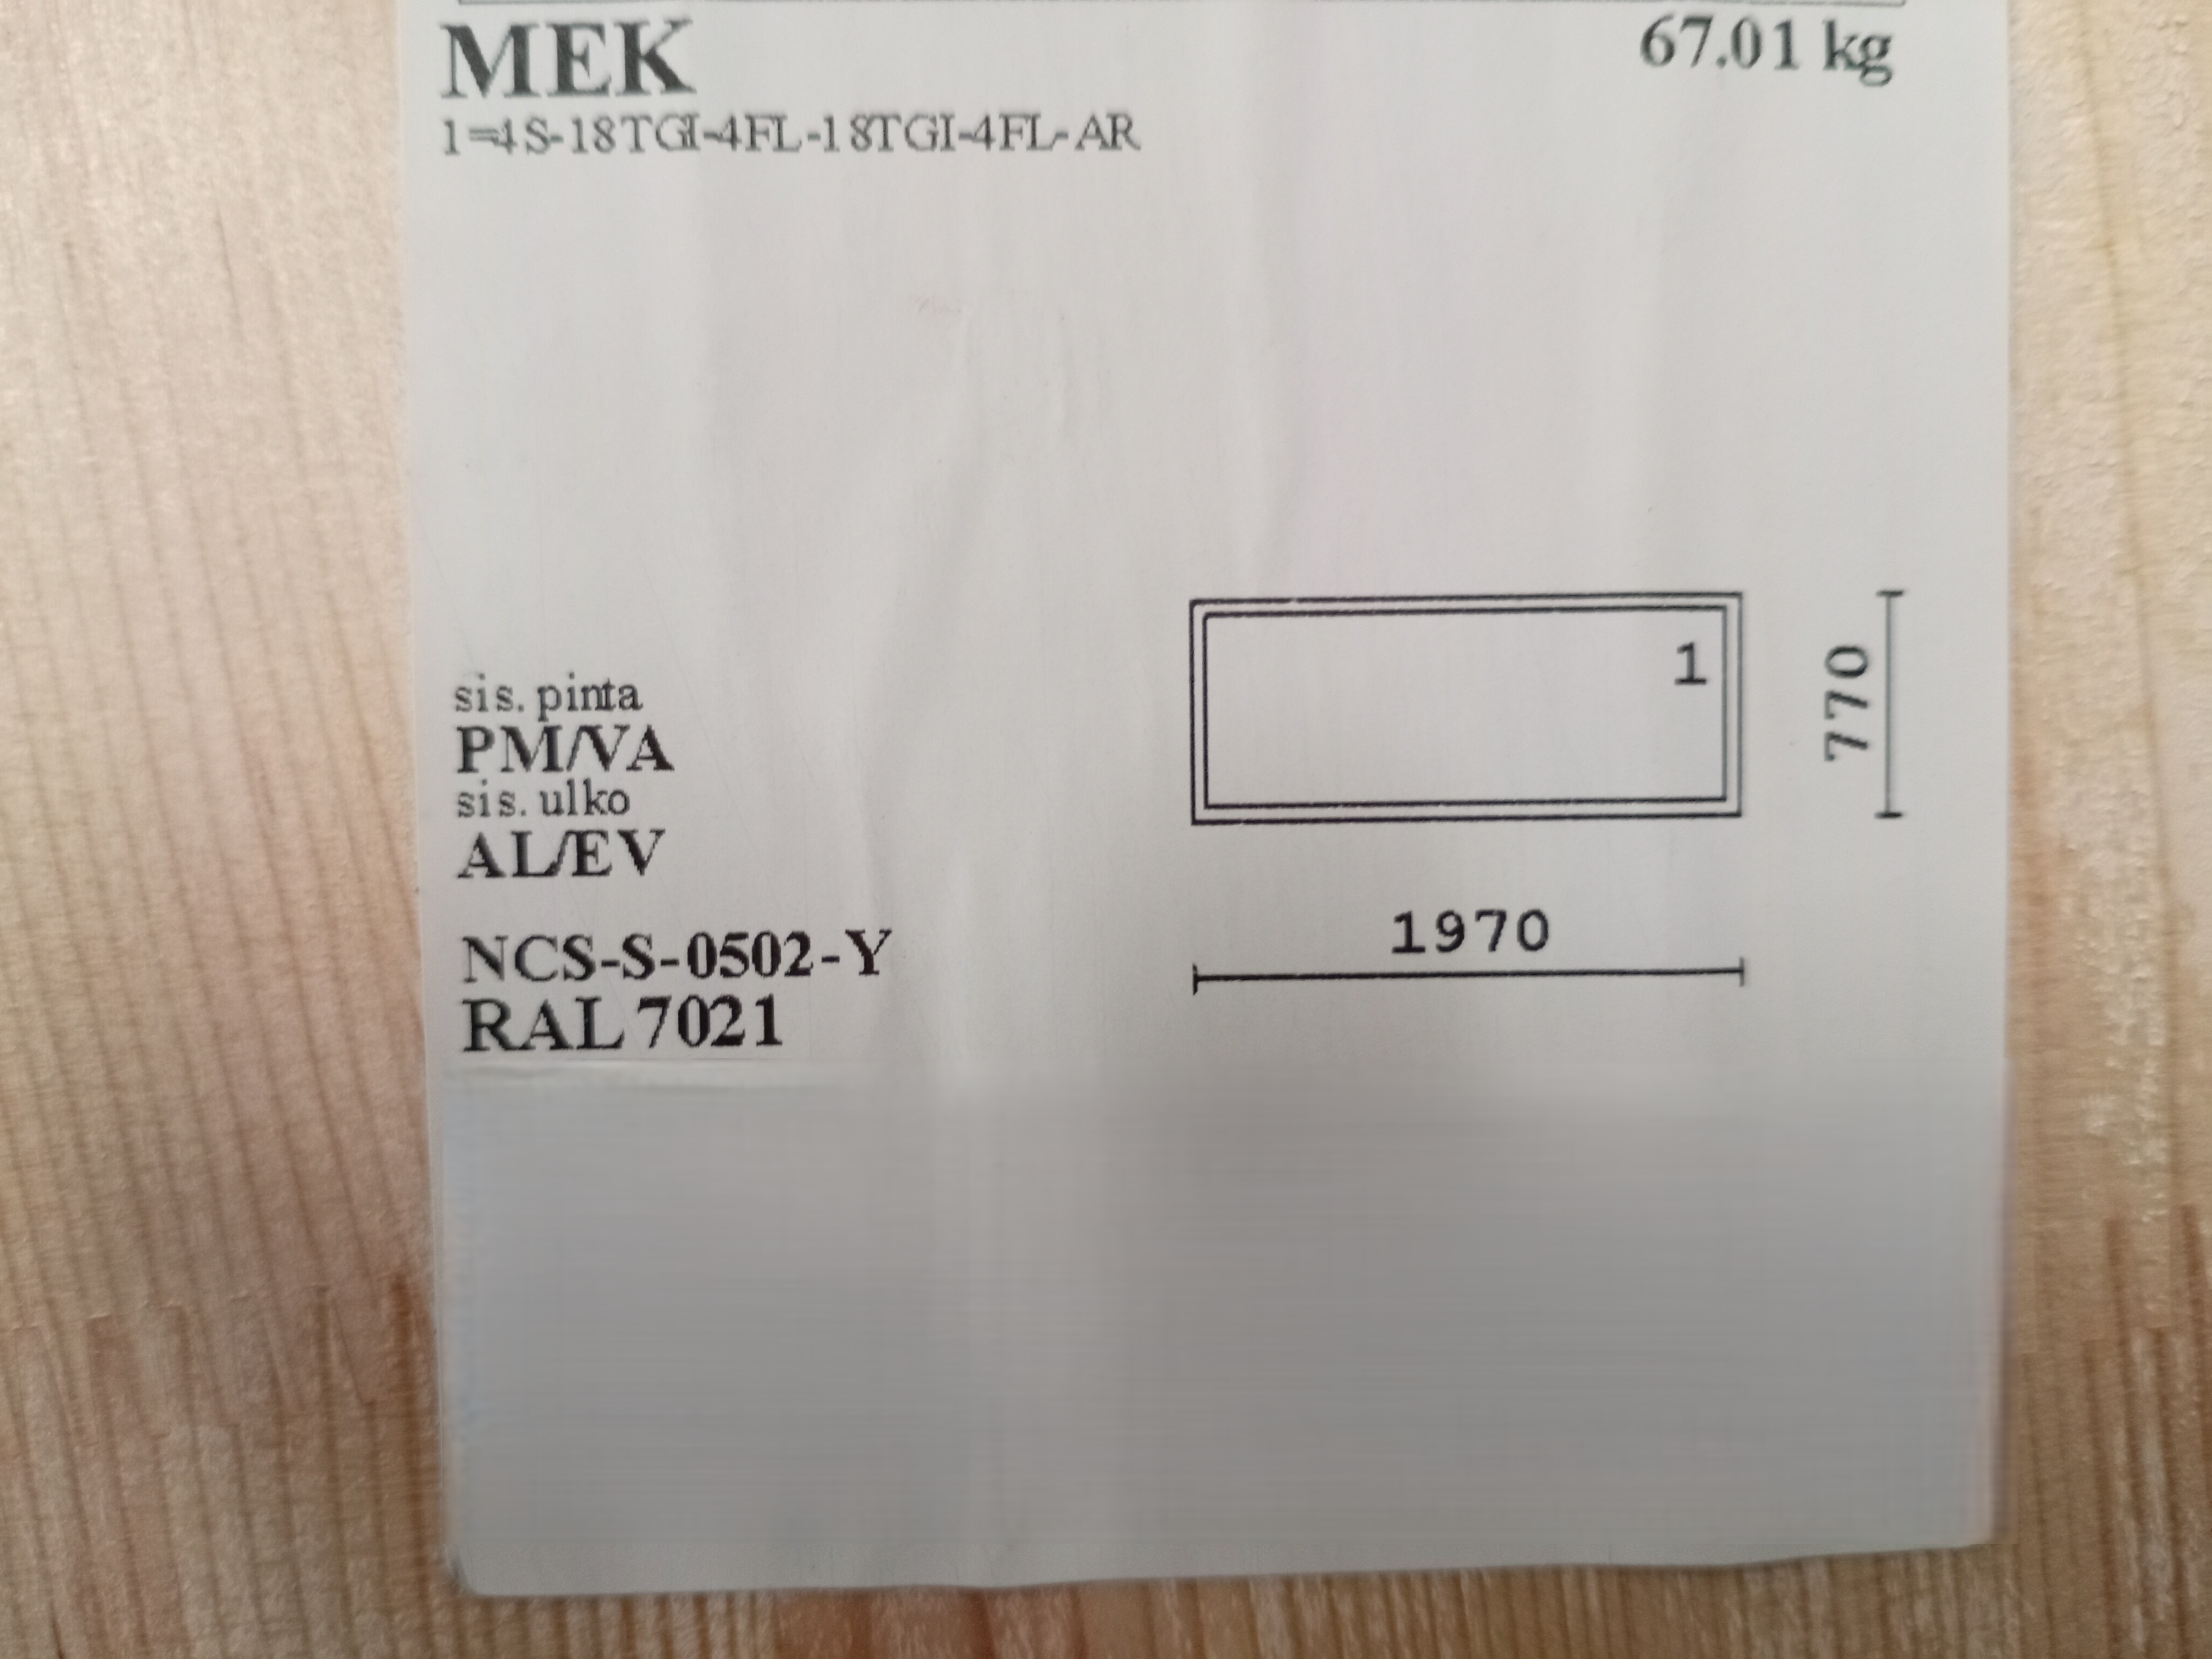 MEK
67.01 kg
1=4S-18TGI-4FL-18TGI-4FL-AR
1
770
sis. pinta
PM/VA
sis. ulko
AL/EV
1970
NCS-S-0502-Y
RAL 7021